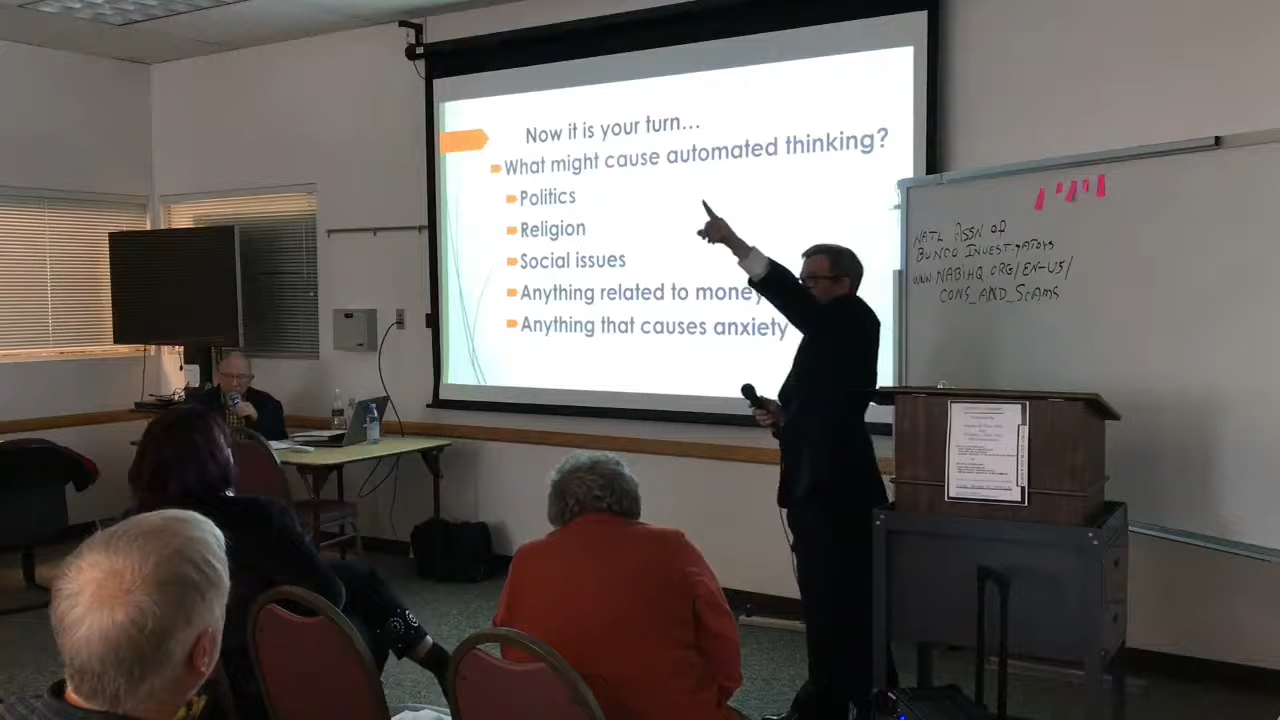 Now it is your turn...
What might cause automated thinking?
Politics
Religion
Social issues
Anything related to money
Anything that causes anxiety
NATL ASSN OF
BUNCO INVESTIGATORS
WWW.NABIHQ.ORG/EN-US/
CONS_AND_SCAMS